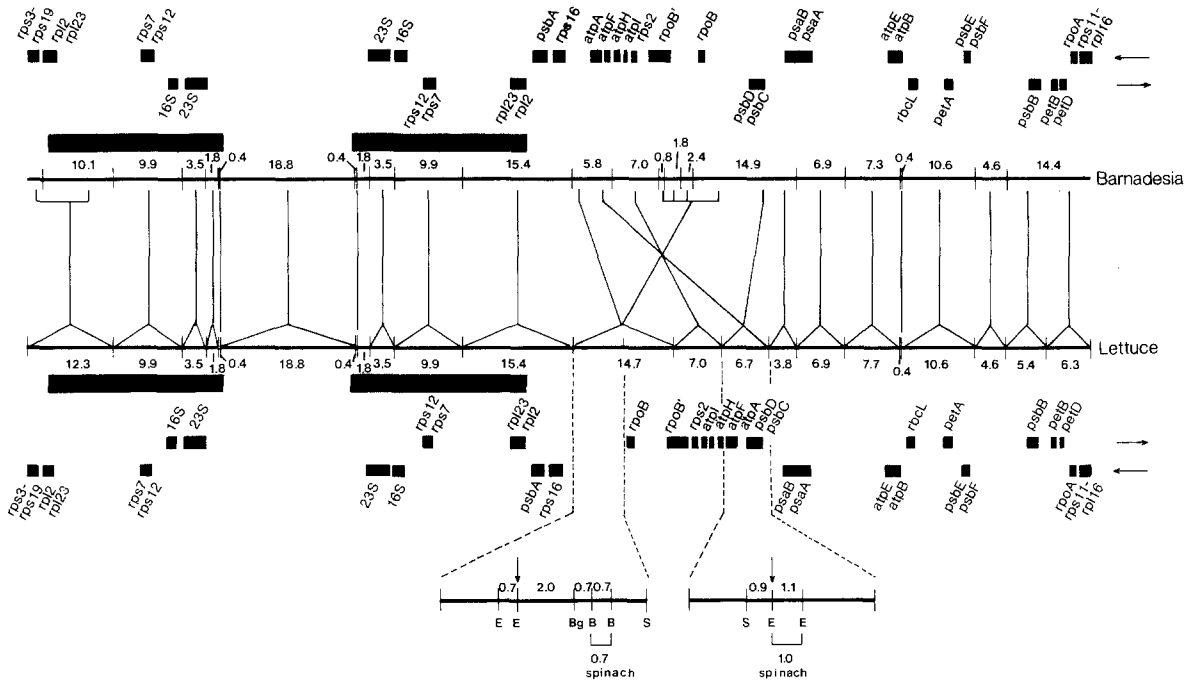 rps3- rps19 rpl2 rpl23 rps7 rps12 23S 16S psbA rps16 atpA atpF atpH atpI rps2 rpoB' rpoB psaB psaA atpE atpB psbE psbF rpoA rps11- rpl16
16S 23S rps12 rps7 rpl23 rpl2 psbD psbC rbcL petA psbB petB petD
10.1 9.9 3.5 1.8 0.4 18.8 0.4 1.8 3.5 9.9 15.4 5.8 7.0 0.8 1.8 2.4 14.9 6.9 7.3 0.4 10.6 4.6 14.4
Barnadesia
Lettuce
12.3 9.9 3.5 1.8 0.4 18.8 0.4 1.8 3.5 9.9 15.4 14.7 7.0 6.7 3.8 6.9 7.7 0.4 10.6 4.6 5.4 6.3
16S 23S rps12 rps7 rpl23 rpl2 rpoB rpoB' rps2 atpI atpH atpF atpA psbD psbC rbcL petA psbB petB petD
rps3- rps19 rpl2 rpl23 rps7 rps12 23S 16S psbA rps16 psaB psaA atpE atpB psbE psbF rpoA rps11- rpl16
0.7 2.0 0.7 0.7 0.9 1.1
E E Bg B B S S E E
0.7 1.0
spinach spinach